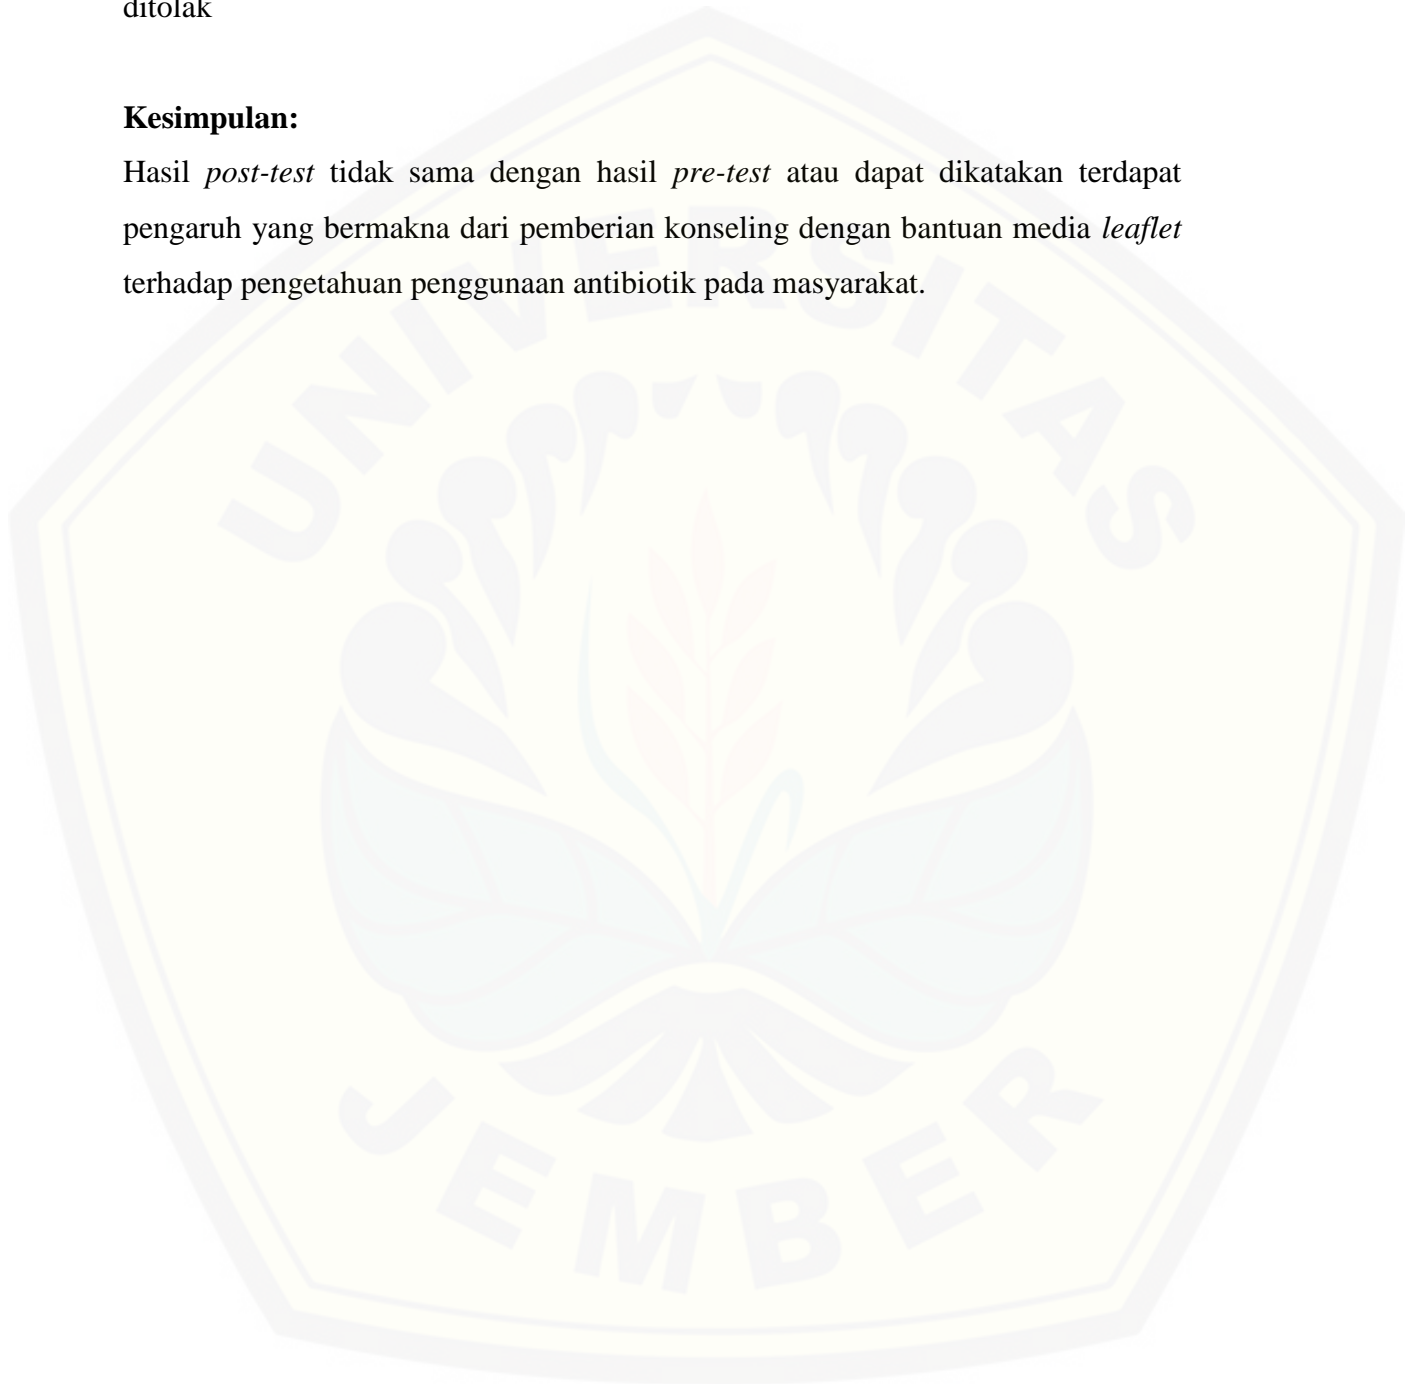 ditolak
Kesimpulan:
Hasil post-test tidak sama dengan hasil pre-test atau dapat dikatakan terdapat
pengaruh yang bermakna dari pemberian konseling dengan bantuan media leaflet
terhadap pengetahuan penggunaan antibiotik pada masyarakat.
UNIVERSITAS
JEMBER